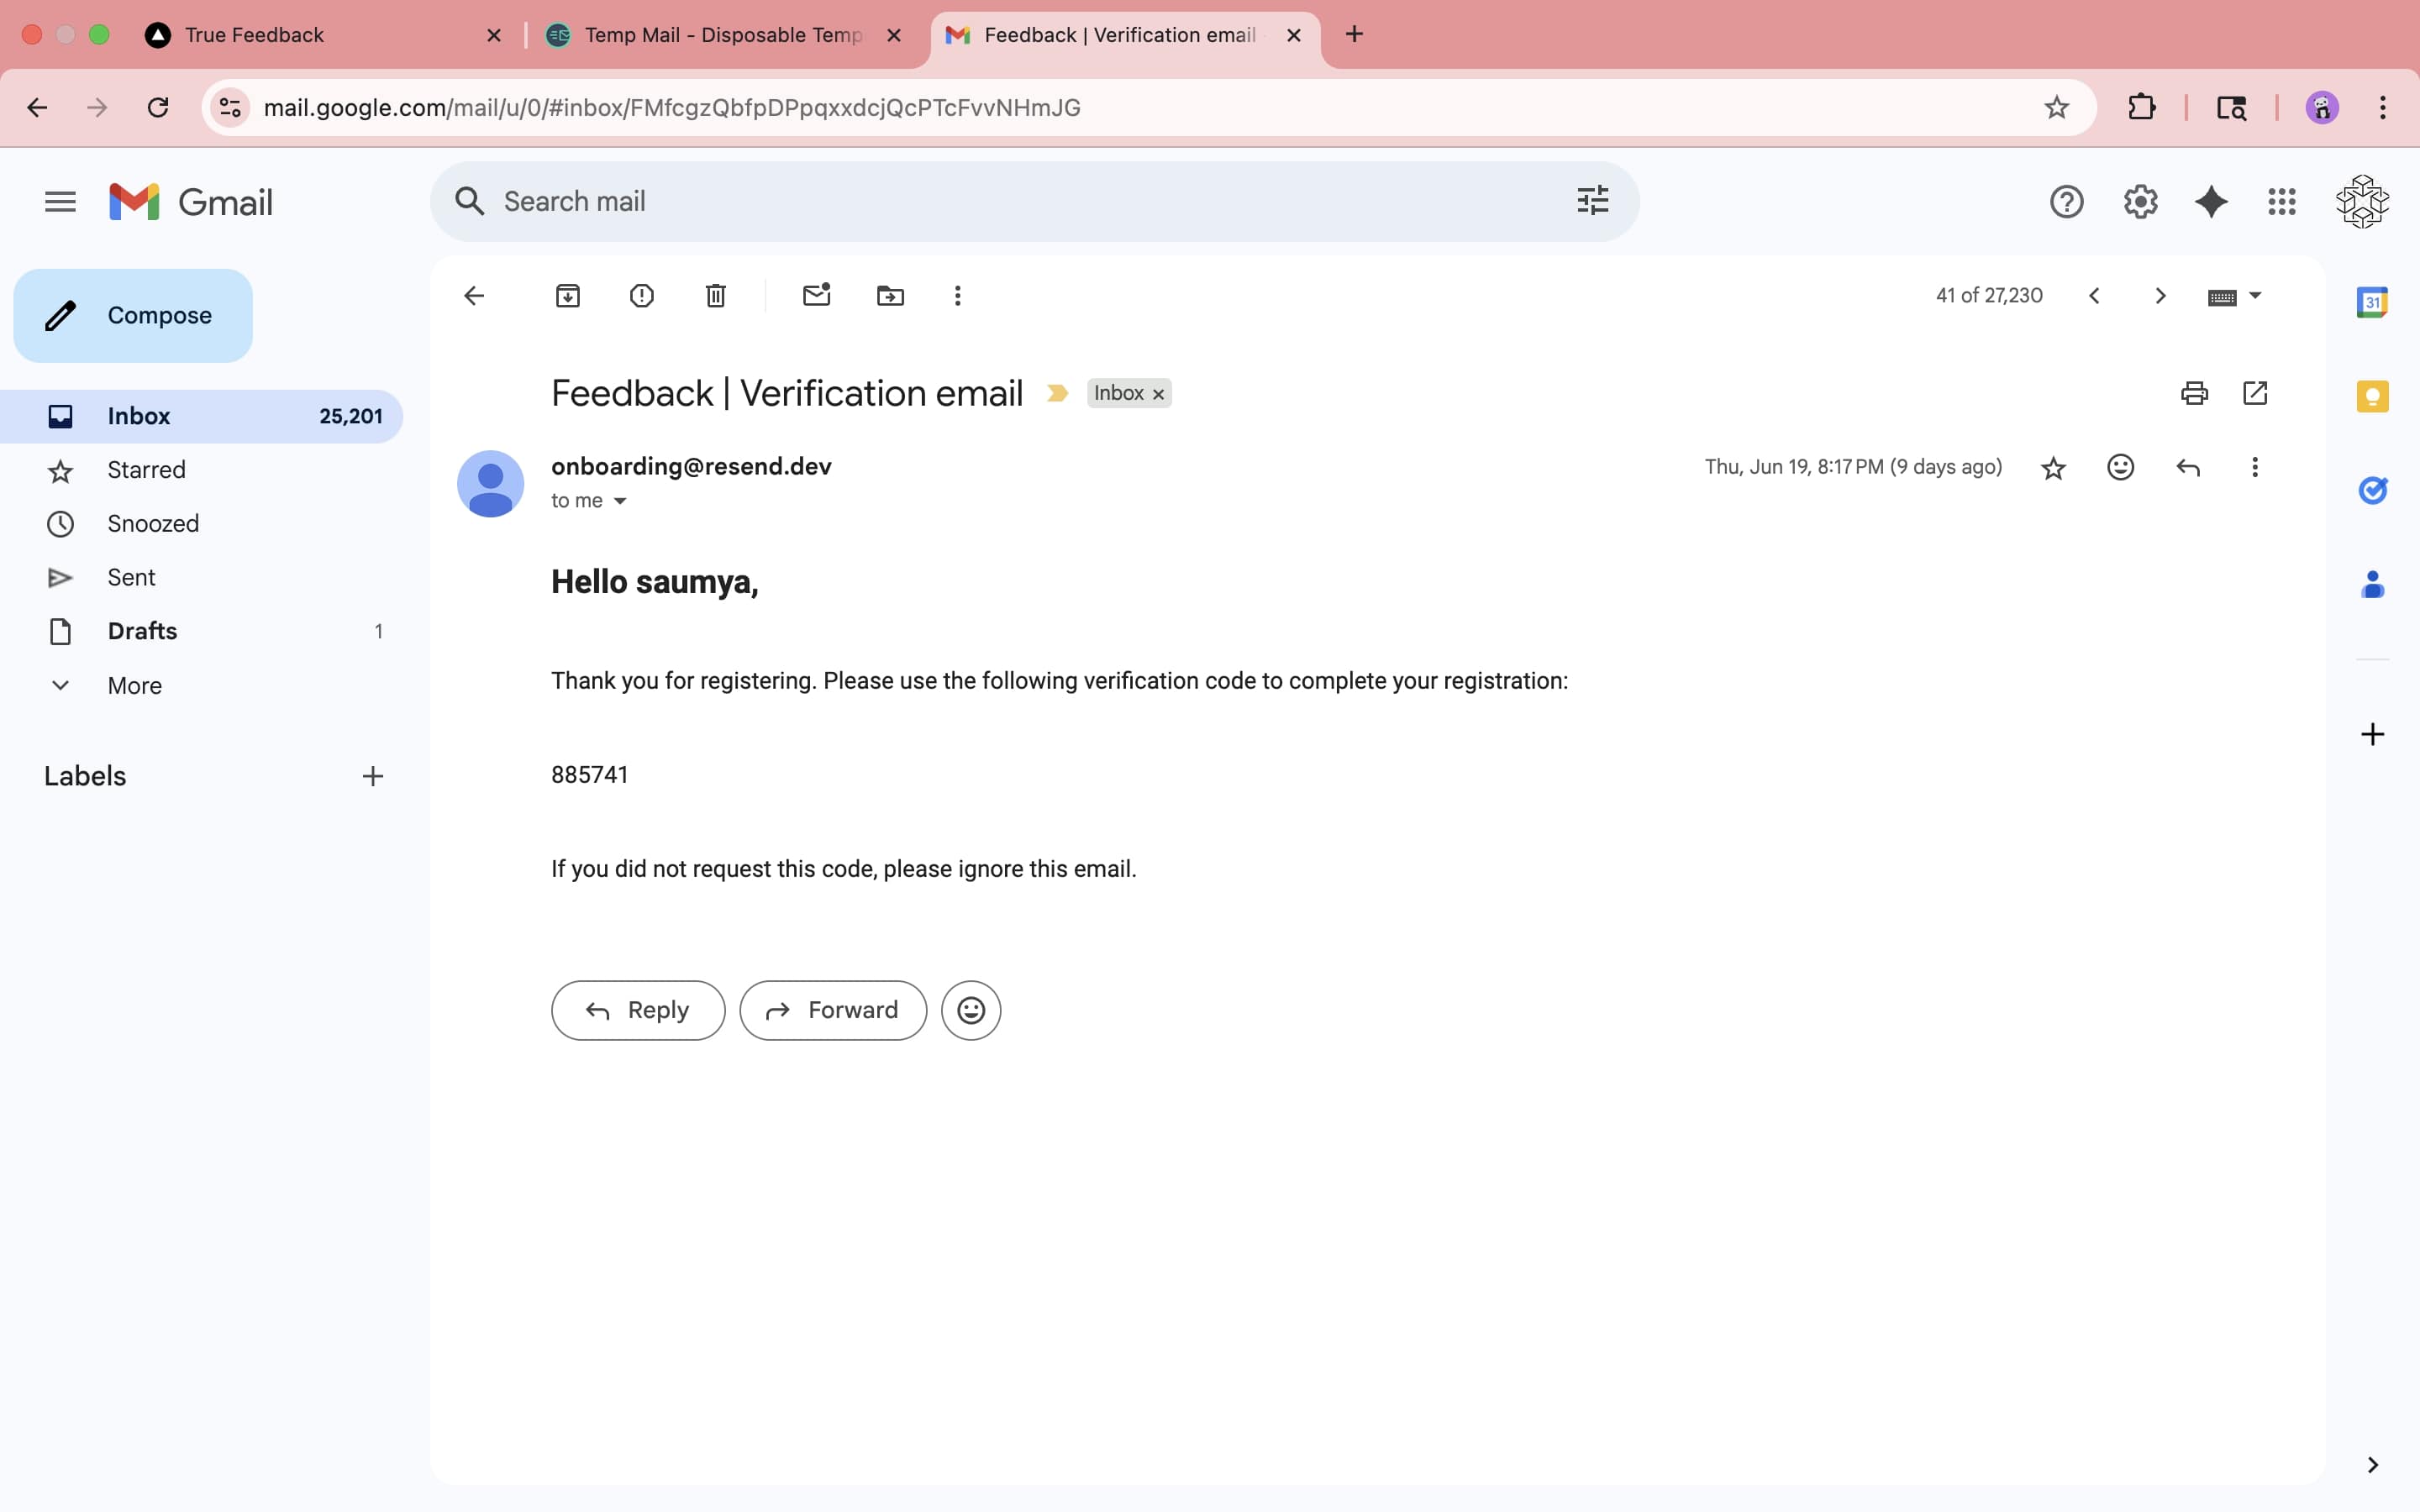 True Feedback
Temp Mail - Disposable Temp
Feedback | Verification email
mail.google.com/mail/u/0/#inbox/FMfcgzQbfpDPpqxxdcjQcPTcFvvNHmJG
Gmail
Search mail
Compose
41 of 27,230
31
Inbox 25,201
Starred
Snoozed
Sent
Drafts 1
More
Labels
Feedback | Verification email Inbox
onboarding@resend.dev Thu, Jun 19, 8:17 PM (9 days ago)
to me
Hello saumya,
Thank you for registering. Please use the following verification code to complete your registration:
885741
If you did not request this code, please ignore this email.
Reply Forward